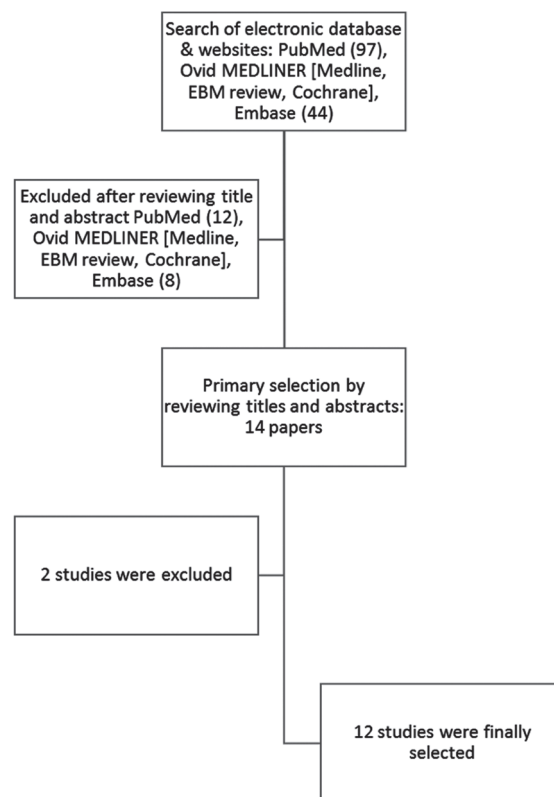 Search of electronic database
& websites: PubMed (97),
Ovid MEDLINER [Medline,
EBM review, Cochrane],
Embase (44)
Excluded after reviewing title
and abstract PubMed (12),
Ovid MEDLINER [Medline,
EBM review, Cochrane],
Embase (8)
Primary selection by
reviewing titles and abstracts:
14 papers
2 studies were excluded
12 studies were finally
selected